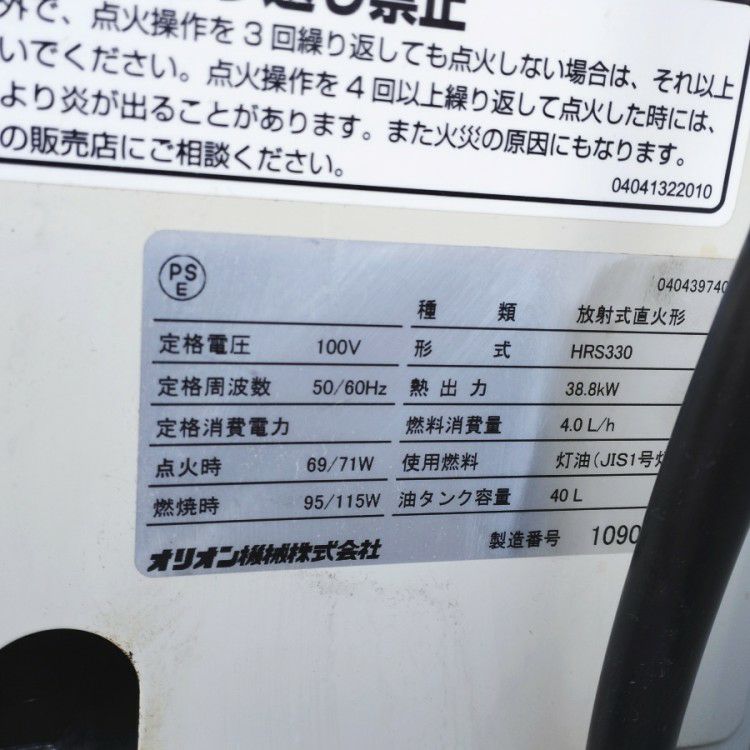 り返し禁止
外で、点火操作を3回繰り返しても点火しない場合は、それ以上
いでください。点火操作を4回以上繰り返して点火した時には、
より炎が出ることがあります。また火災の原因にもなります。
の販売店にご相談ください。
04041322010
PS
E
040439740
種類 放射式直火形
定格電圧 100V 形式 HRS330
定格周波数 50/60Hz 熱出力 38.8kW
定格消費電力 燃料消費量 4.0 L/h
点火時 69/71W 使用燃料 灯油(JIS1号灯
燃焼時 95/115W 油タンク容量 40 L
オリオン機械株式会社 製造番号 1090